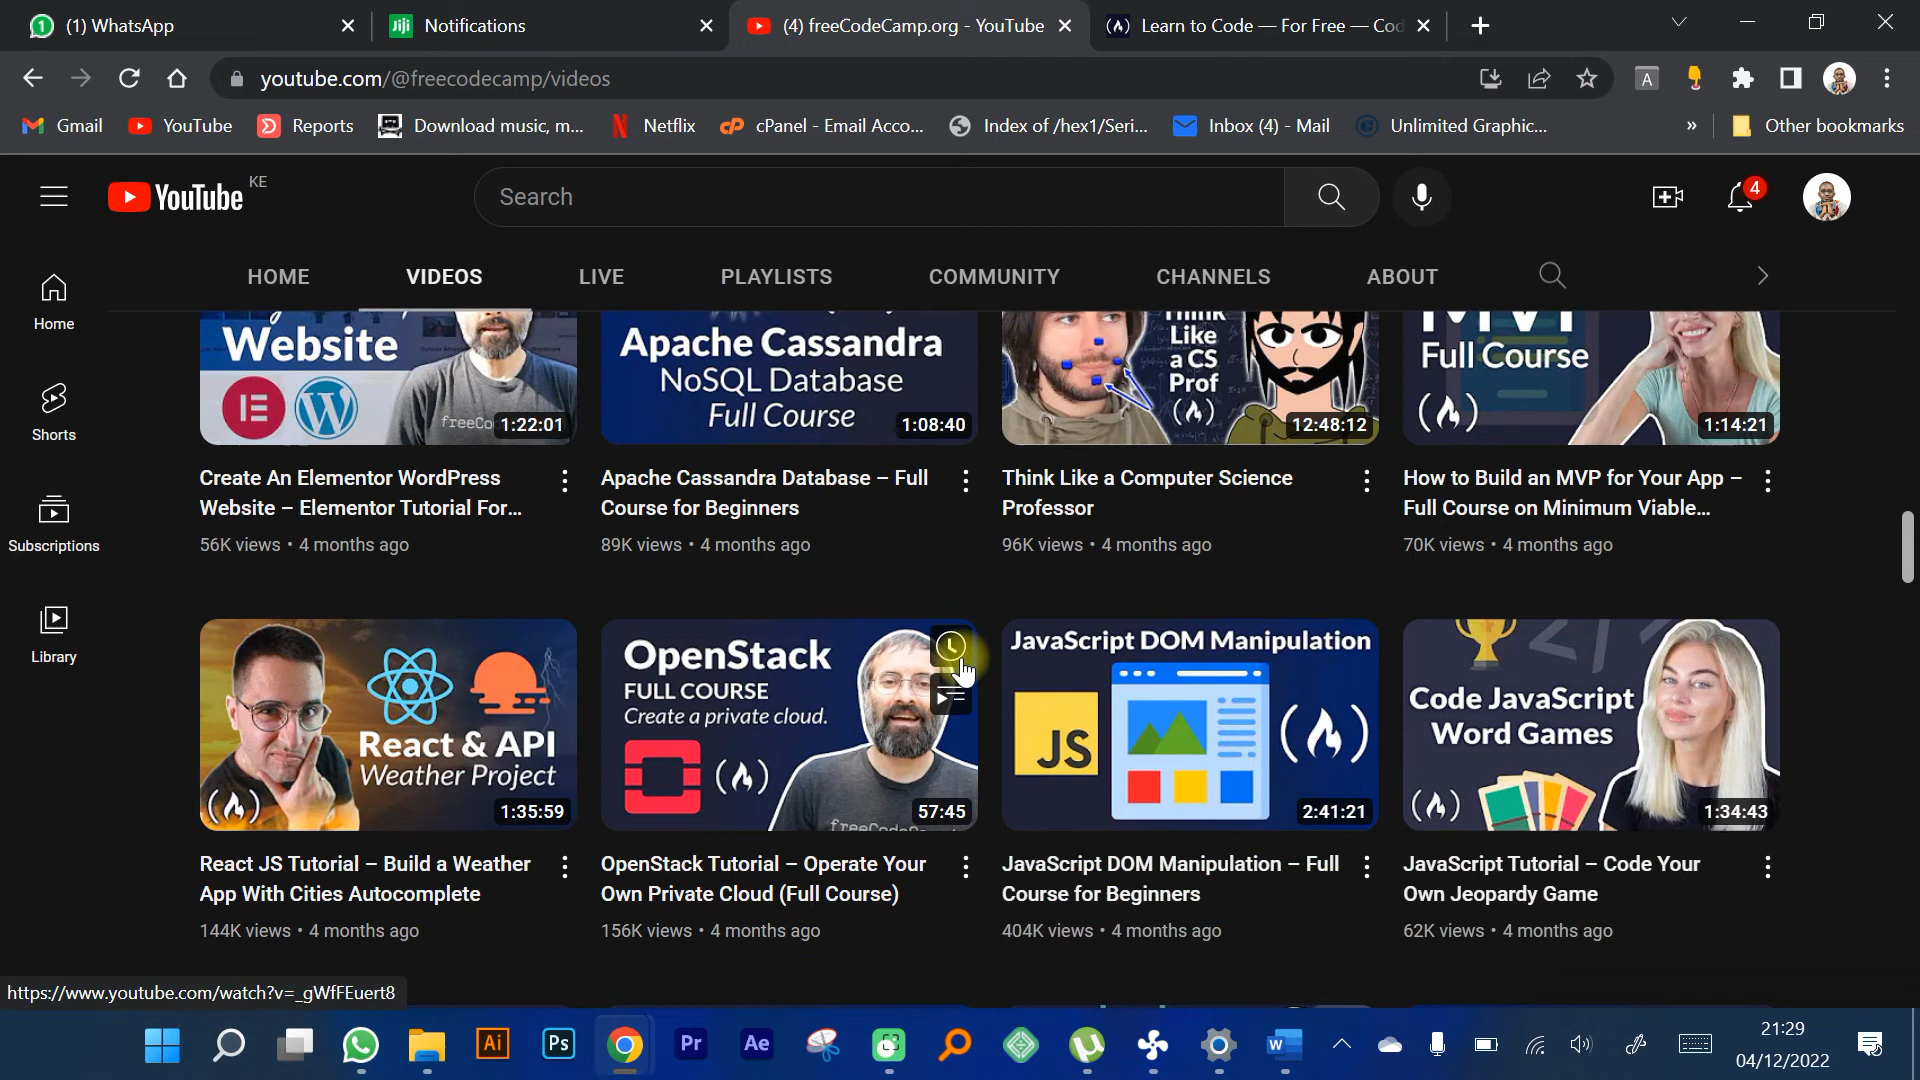 (1) WhatsApp
Notifications
(4) freeCodeCamp.org - YouTube
Learn to Code — For Free — Co
youtube.com/@freecodecamp/videos
Gmail
YouTube
Reports
Download music, m...
Netflix
cPanel - Email Acco...
Index of /hex1/Seri...
Inbox (4) - Mail
Unlimited Graphic...
»
Other bookmarks
YouTube KE
Search
4
HOME
VIDEOS
LIVE
PLAYLISTS
COMMUNITY
CHANNELS
ABOUT
Home
Shorts
Subscriptions
Library
Website
1:22:01
Apache Cassandra
NoSQL Database
Full Course
1:08:40
Think
Like
a CS
Prof
12:48:12
MVP
Full Course
1:14:21
Create An Elementor WordPress
Website – Elementor Tutorial For...
56K views • 4 months ago
Apache Cassandra Database – Full
Course for Beginners
89K views • 4 months ago
Think Like a Computer Science
Professor
96K views • 4 months ago
How to Build an MVP for Your App –
Full Course on Minimum Viable...
70K views • 4 months ago
React & API
Weather Project
1:35:59
OpenStack
FULL COURSE
Create a private cloud.
57:45
JavaScript DOM Manipulation
JS
2:41:21
Code JavaScript
Word Games
1:34:43
React JS Tutorial – Build a Weather
App With Cities Autocomplete
144K views • 4 months ago
OpenStack Tutorial – Operate Your
Own Private Cloud (Full Course)
156K views • 4 months ago
JavaScript DOM Manipulation – Full
Course for Beginners
404K views • 4 months ago
JavaScript Tutorial – Code Your
Own Jeopardy Game
62K views • 4 months ago
https://www.youtube.com/watch?v=_gWfFEuert8
Ai
Ps
Pr
Ae
W
21:29
04/12/2022